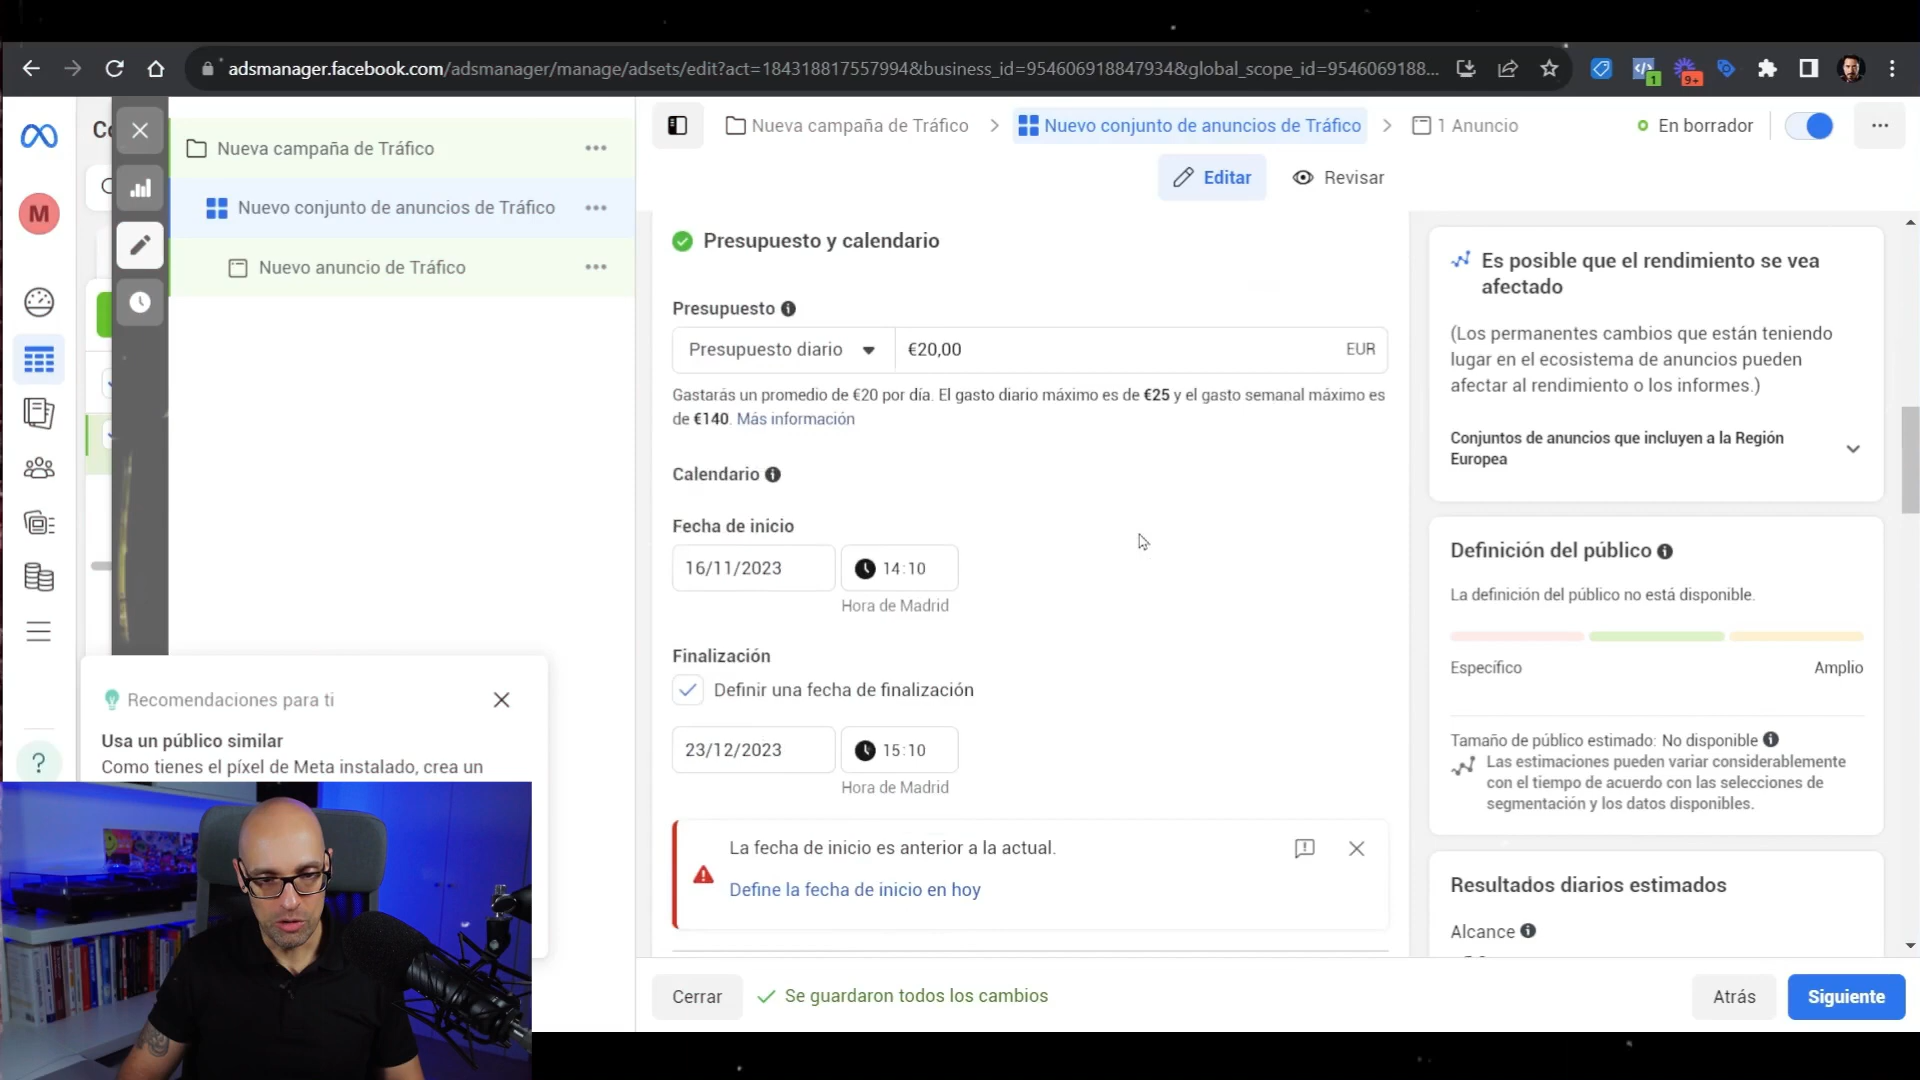 adsmanager.facebook.com/adsmanager/manage/adsets/edit?act=184318817557994&business_id=954606918847934&global_scope_id=9546069188...
1
9+
Nueva campaña de Tráfico
Nuevo conjunto de anuncios de Tráfico
1 Anuncio
En borrador
Editar
Revisar
M
Nueva campaña de Tráfico
Nuevo conjunto de anuncios de Tráfico
Nuevo anuncio de Tráfico
Presupuesto y calendario
Presupuesto
Presupuesto diario
€20,00
EUR
Gastarás un promedio de €20 por día. El gasto diario máximo es de €25 y el gasto semanal máximo es
de €140. Más información
Calendario
Fecha de inicio
16/11/2023
14:10
Hora de Madrid
Finalización
Definir una fecha de finalización
23/12/2023
15:10
Hora de Madrid
La fecha de inicio es anterior a la actual.
Define la fecha de inicio en hoy
Cerrar
Se guardaron todos los cambios
Atrás
Siguiente
Es posible que el rendimiento se vea
afectado
(Los permanentes cambios que están teniendo
lugar en el ecosistema de anuncios pueden
afectar al rendimiento o los informes.)
Conjuntos de anuncios que incluyen a la Región
Europea
Definición del público
La definición del público no está disponible.
Específico
Amplio
Tamaño de público estimado: No disponible
Las estimaciones pueden variar considerablemente
con el tiempo de acuerdo con las selecciones de
segmentación y los datos disponibles.
Resultados diarios estimados
Alcance
Recomendaciones para ti
Usa un público similar
Como tienes el píxel de Meta instalado, crea un